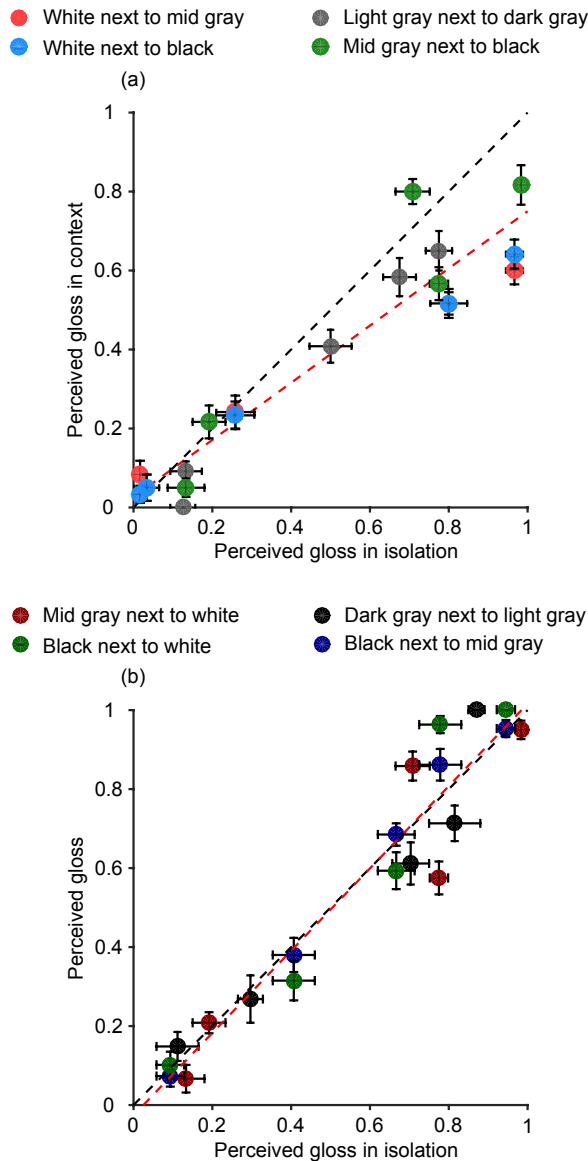 White next to mid gray
Light gray next to dark gray
White next to black
Mid gray next to black
(a)
1
0.8
0.6
0.4
0.2
0
0 0.2 0.4 0.6 0.8 1
Perceived gloss in context
Perceived gloss in isolation
Mid gray next to white
Dark gray next to light gray
Black next to white
Black next to mid gray
(b)
1
0.8
0.6
0.4
0.2
0
0 0.2 0.4 0.6 0.8 1
Perceived gloss
Perceived gloss in isolation